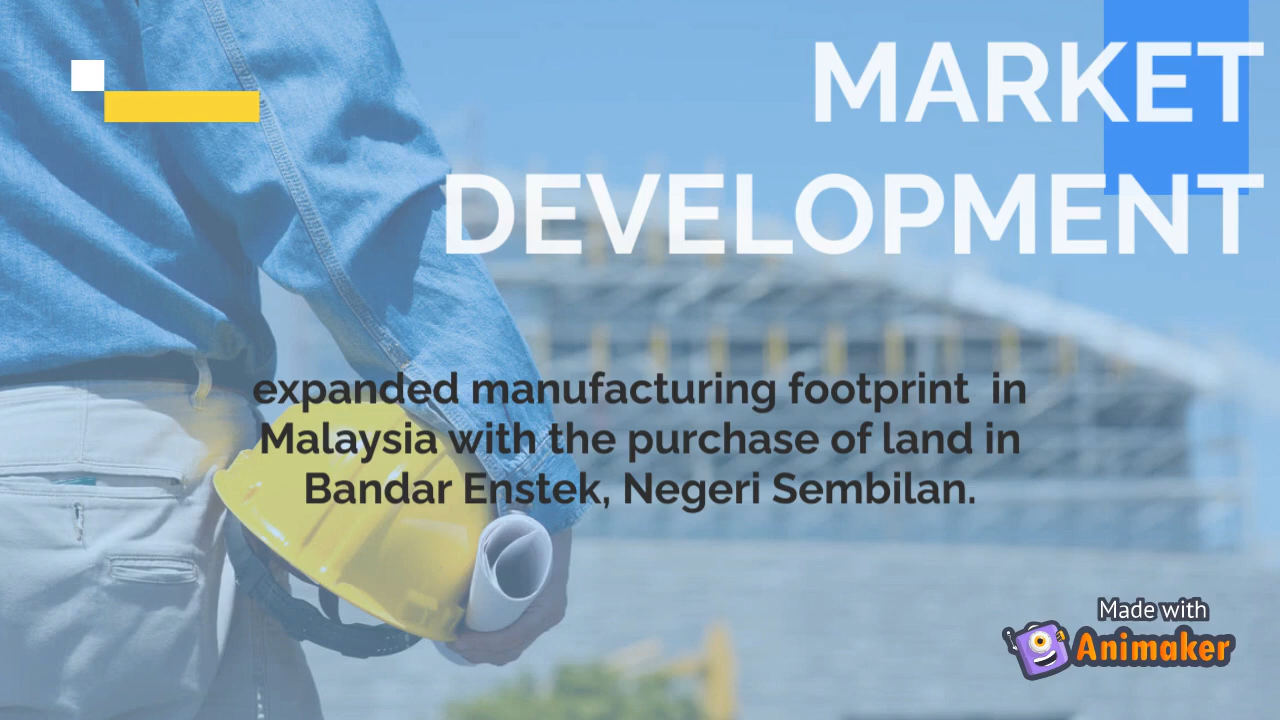 MARKET
DEVELOPMENT
expanded manufacturing footprint  in
Malaysia with the purchase of land in
Bandar Enstek, Negeri Sembilan.
Made with
Animaker